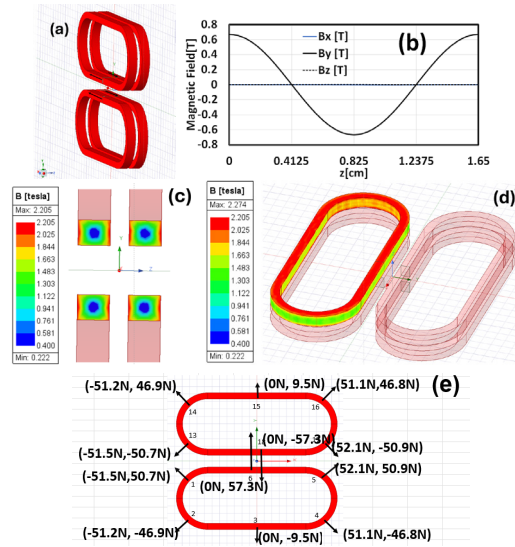 (a)
Magnetic Field[T]
0.8
0.6
0.4
0.2
0
-0.2
-0.4
-0.6
-0.8
Bx [T]
By [T]
Bz [T]
(b)
0
0.4125
0.825
1.2375
1.65
z[cm]
B [tesla]
Max: 2.205
2.205
2.025
1.844
1.663
1.483
1.302
1.122
0.941
0.761
0.581
0.400
Min: 0.222
(c)
B [tesla]
Max: 2.274
2.205
2.025
1.844
1.663
1.483
1.302
1.122
0.941
0.761
0.581
0.400
Min: 0.222
(d)
(e)
(-51.2N, 46.9N)
(0N, 9.5N)
(51.1N,46.8N)
14
15
16
13
(0N, -57.3N)
(-51.5N,-50.7N)
(52.1N, -50.9N)
(-51.5N,50.7N)
(52.1N, 50.9N)
1
6
5
(0N, 57.3N)
2
3
4
(-51.2N, -46.9N)
(0N, -9.5N)
(51.1N,-46.8N)